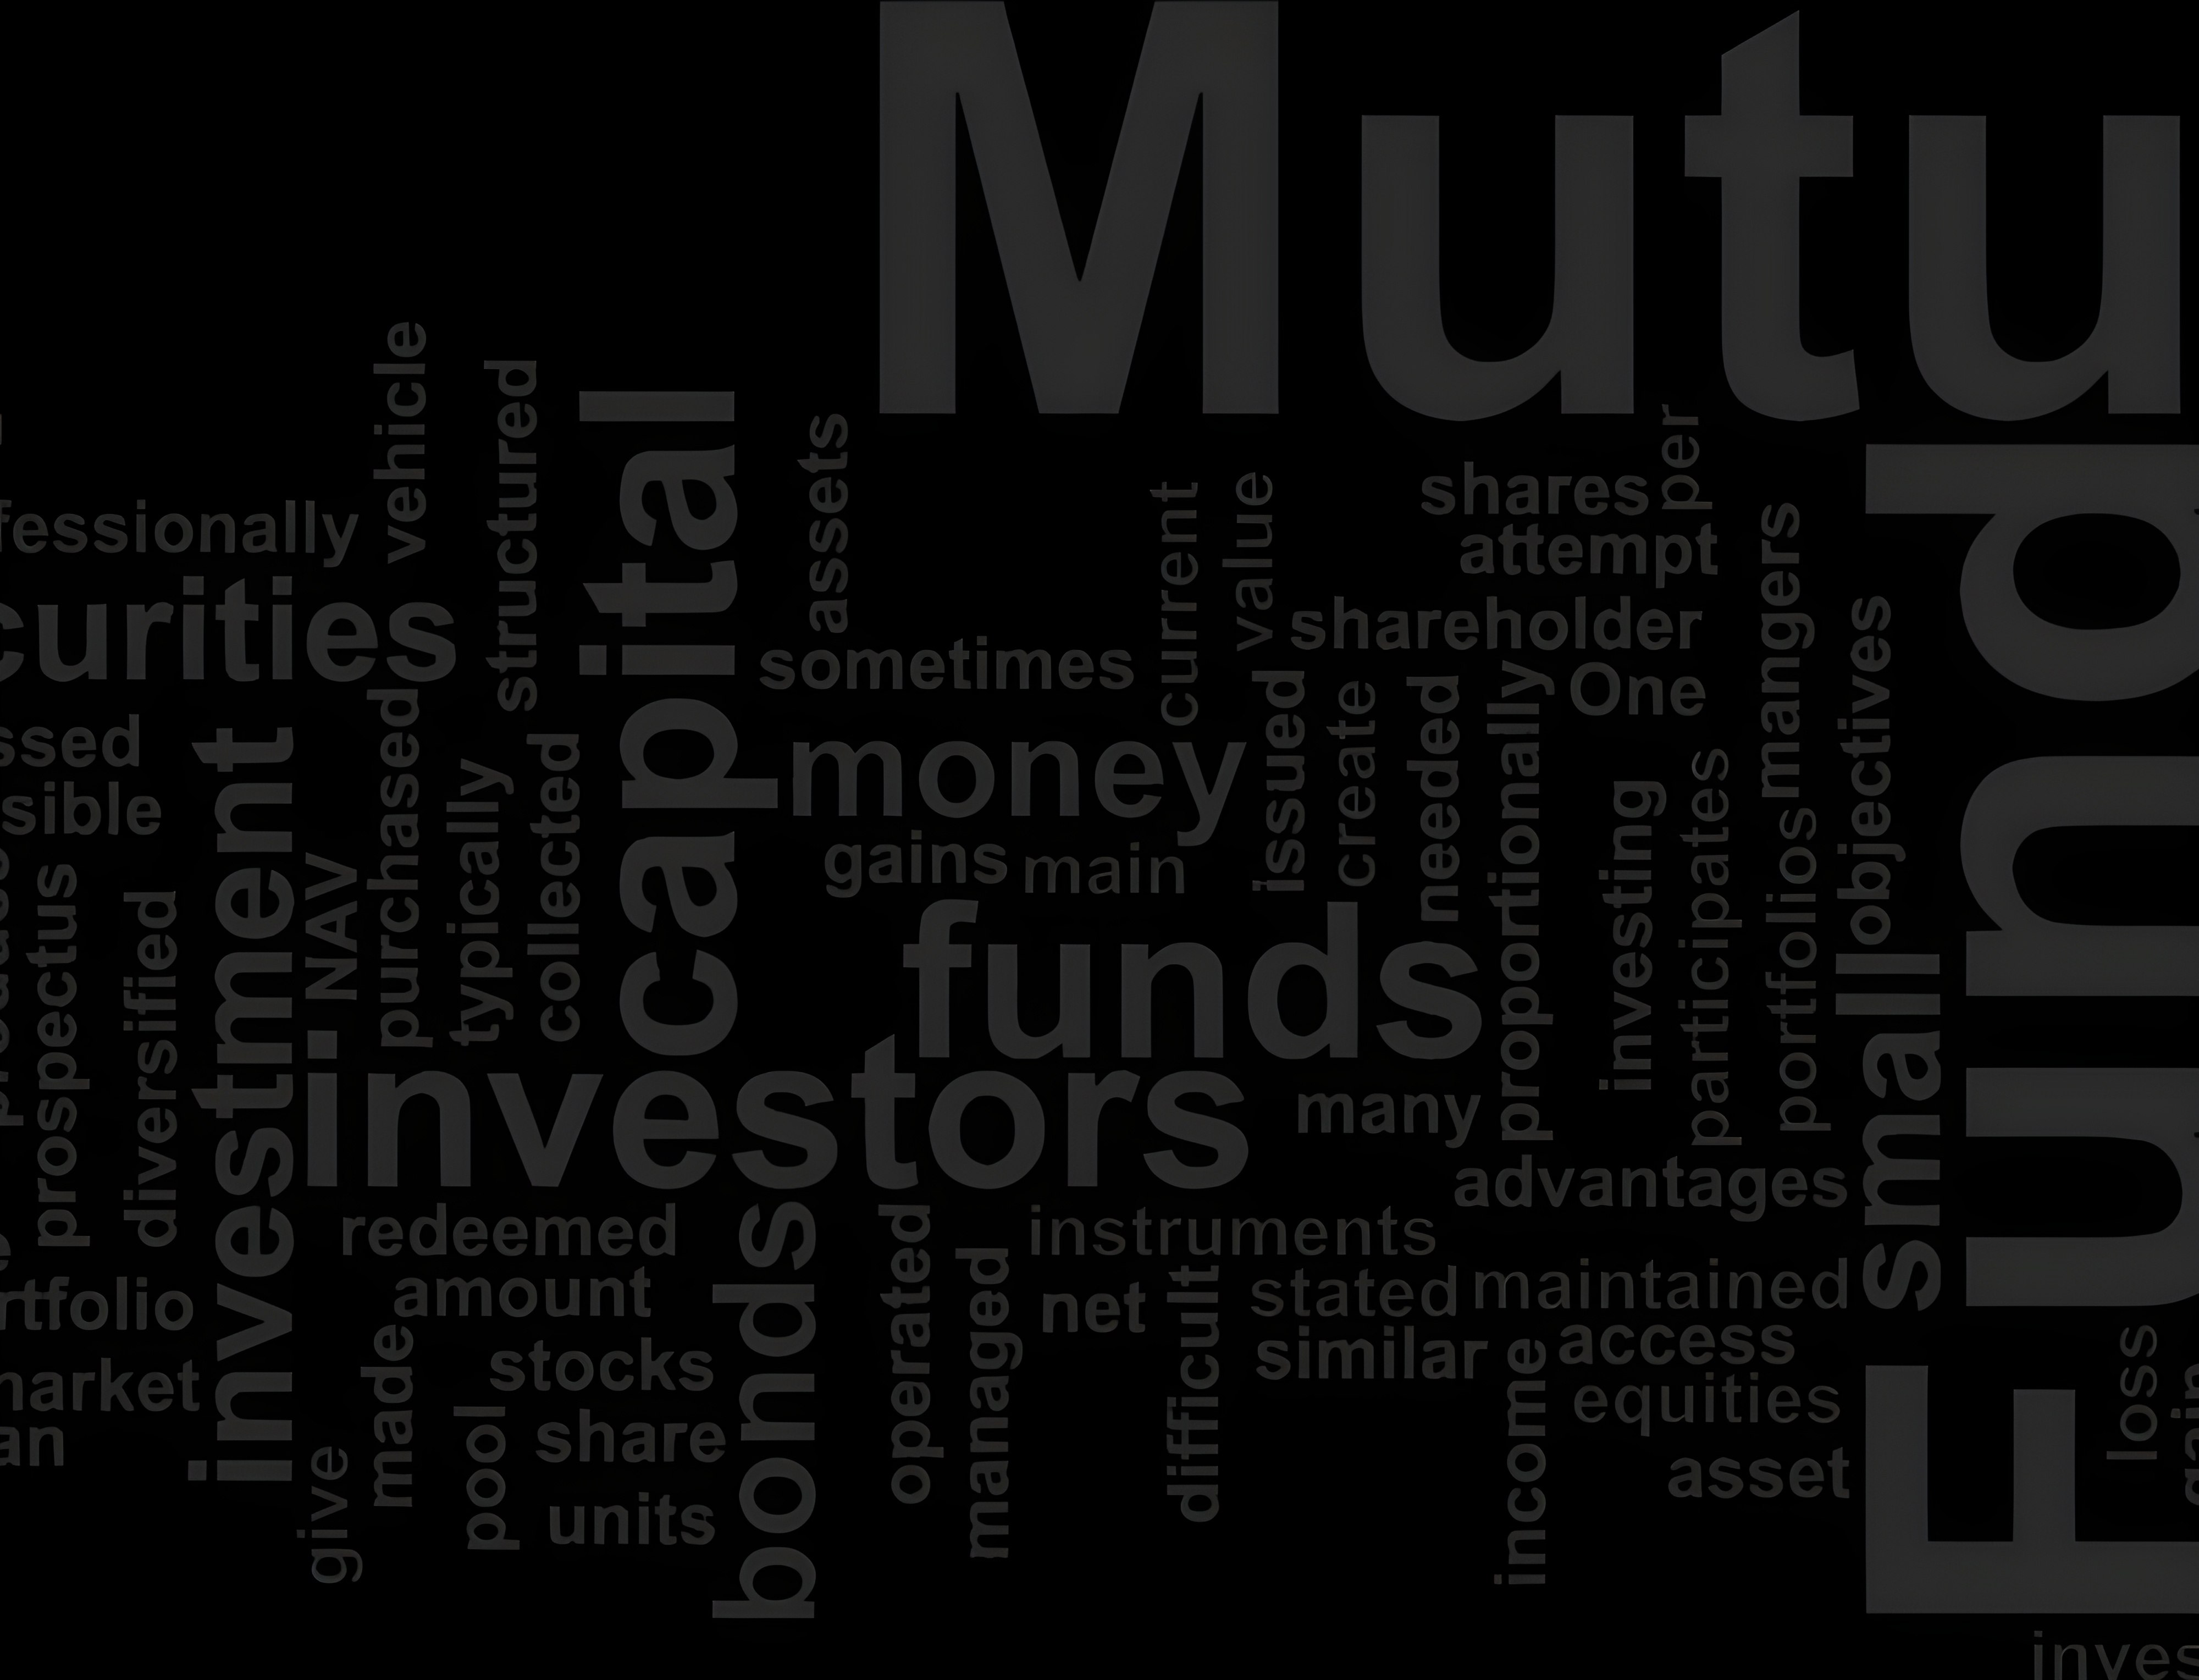 Mutu
vehicle
structured
capital
assets
current
value
shares
per
attempt
managers
fessionally
curities
sometimes
shareholder
One
objectives
Fund
ssed
sible
investment
NAV
purchased
typically
collected
money
gains
main
issued
create
needed
proportionally
investing
participates
portfolios
small
prospectus
diversified
funds
investors
many
advantages
redeemed
bonds
operated
managed
instruments
net
difficult
stated
maintained
rtfolio
amount
similar
income
access
market
made
stocks
equities
loss
an
give
pool
share
asset
units
inves